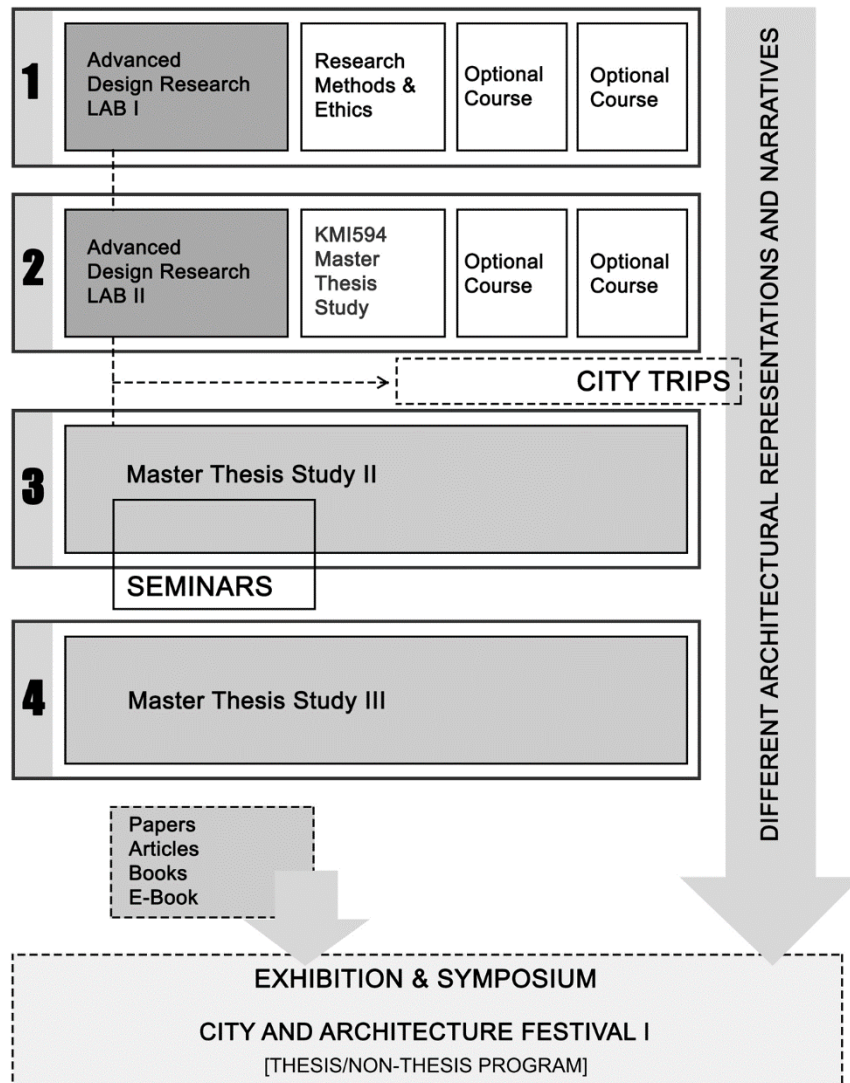 1
Advanced
Design Research
LAB I
Research
Methods &
Ethics
Optional
Course
Optional
Course
2
Advanced
Design Research
LAB II
KMI594
Master
Thesis
Study
Optional
Course
Optional
Course
CITY TRIPS
3
Master Thesis Study II
SEMINARS
4
Master Thesis Study III
DIFFERENT ARCHITECTURAL REPRESENTATIONS AND NARRATIVES
Papers
Articles
Books
E-Book
EXHIBITION & SYMPOSIUM
CITY AND ARCHITECTURE FESTIVAL I
[THESIS/NON-THESIS PROGRAM]